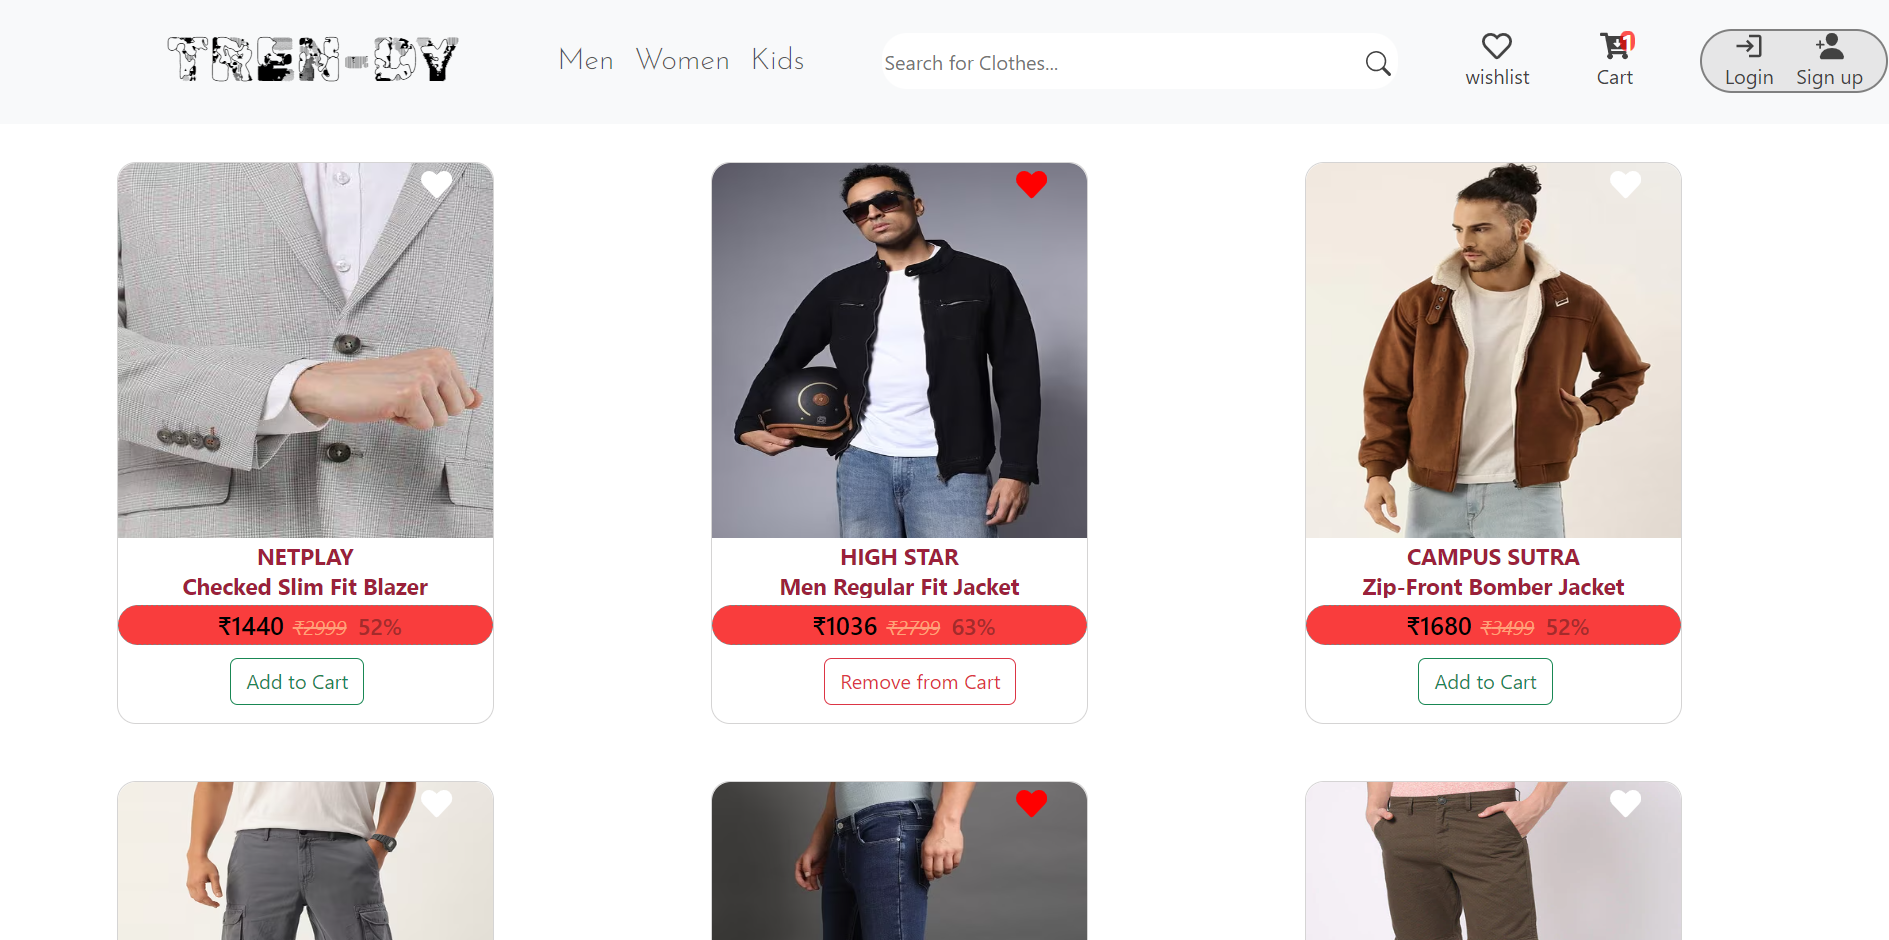 TREN-DY
Men Women Kids
Search for Clothes...
wishlist
1
Cart
Login Sign up
NETPLAY
Checked Slim Fit Blazer
₹1440 ₹2999 52%
Add to Cart
HIGH STAR
Men Regular Fit Jacket
₹1036 ₹2799 63%
Remove from Cart
CAMPUS SUTRA
Zip-Front Bomber Jacket
₹1680 ₹3499 52%
Add to Cart